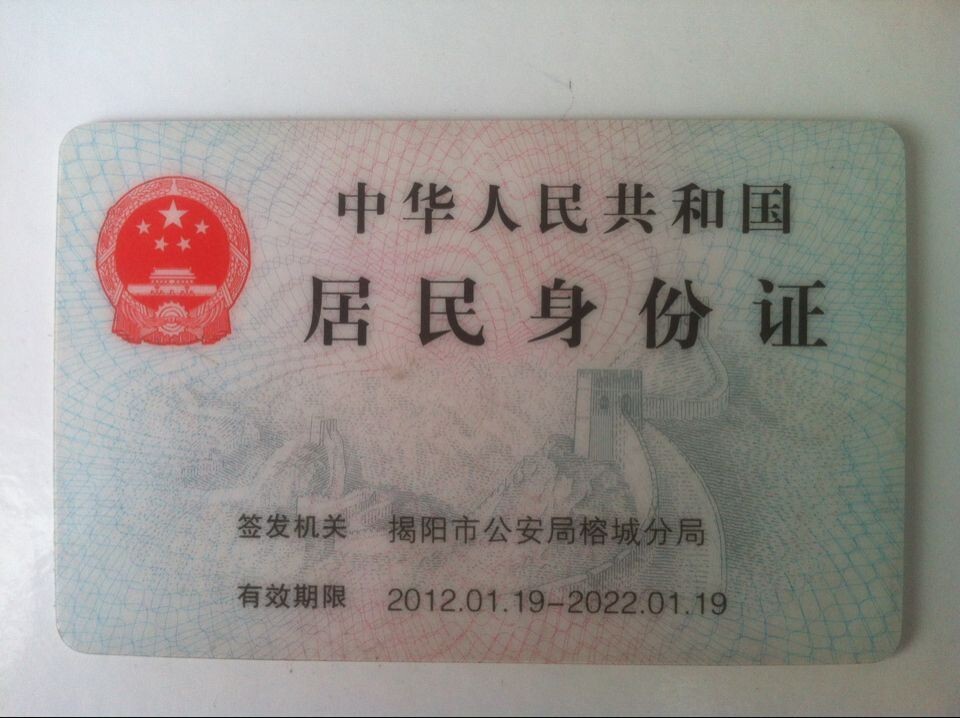 中华人民共和国
居民身份证
签发机关 揭阳市公安局榕城分局
有效期限 2012.01.19-2022.01.19